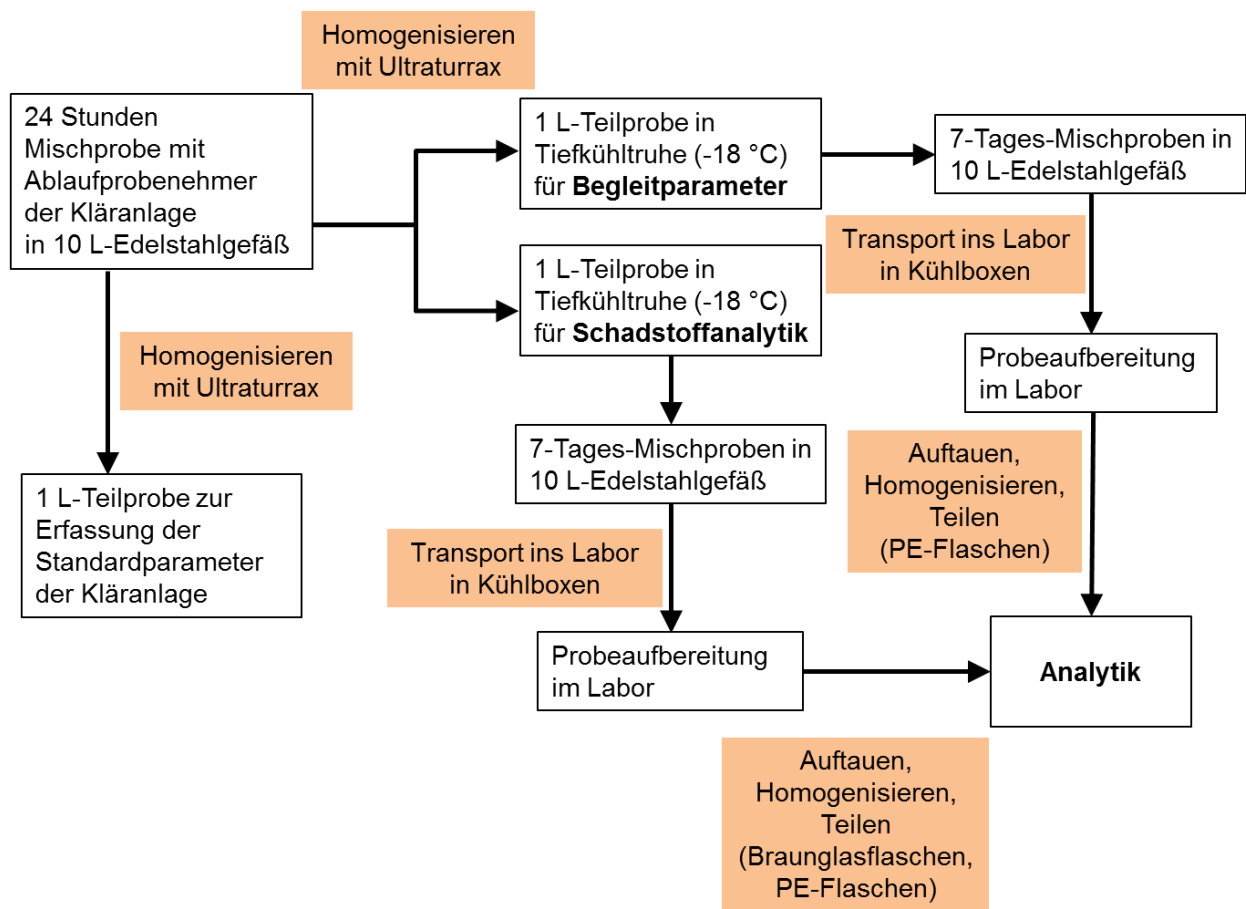 Homogenisieren
mit Ultraturrax
24 Stunden
Mischprobe mit
Ablaufprobenehmer
der Kläranlage
in 10 L-Edelstahlgefäß
1 L-Teilprobe in
Tiefkühltruhe (-18 °C)
für Begleitparameter
7-Tages-Mischproben in
10 L-Edelstahlgefäß
Transport ins Labor
in Kühlboxen
1 L-Teilprobe in
Tiefkühltruhe (-18 °C)
für Schadstoffanalytik
Homogenisieren
mit Ultraturrax
Probeaufbereitung
im Labor
7-Tages-Mischproben in
10 L-Edelstahlgefäß
Auftauen,
Homogenisieren,
Teilen
(PE-Flaschen)
1 L-Teilprobe zur
Erfassung der
Standardparameter
der Kläranlage
Transport ins Labor
in Kühlboxen
Probeaufbereitung
im Labor
Analytik
Auftauen,
Homogenisieren,
Teilen
(Braunglasflaschen,
PE-Flaschen)